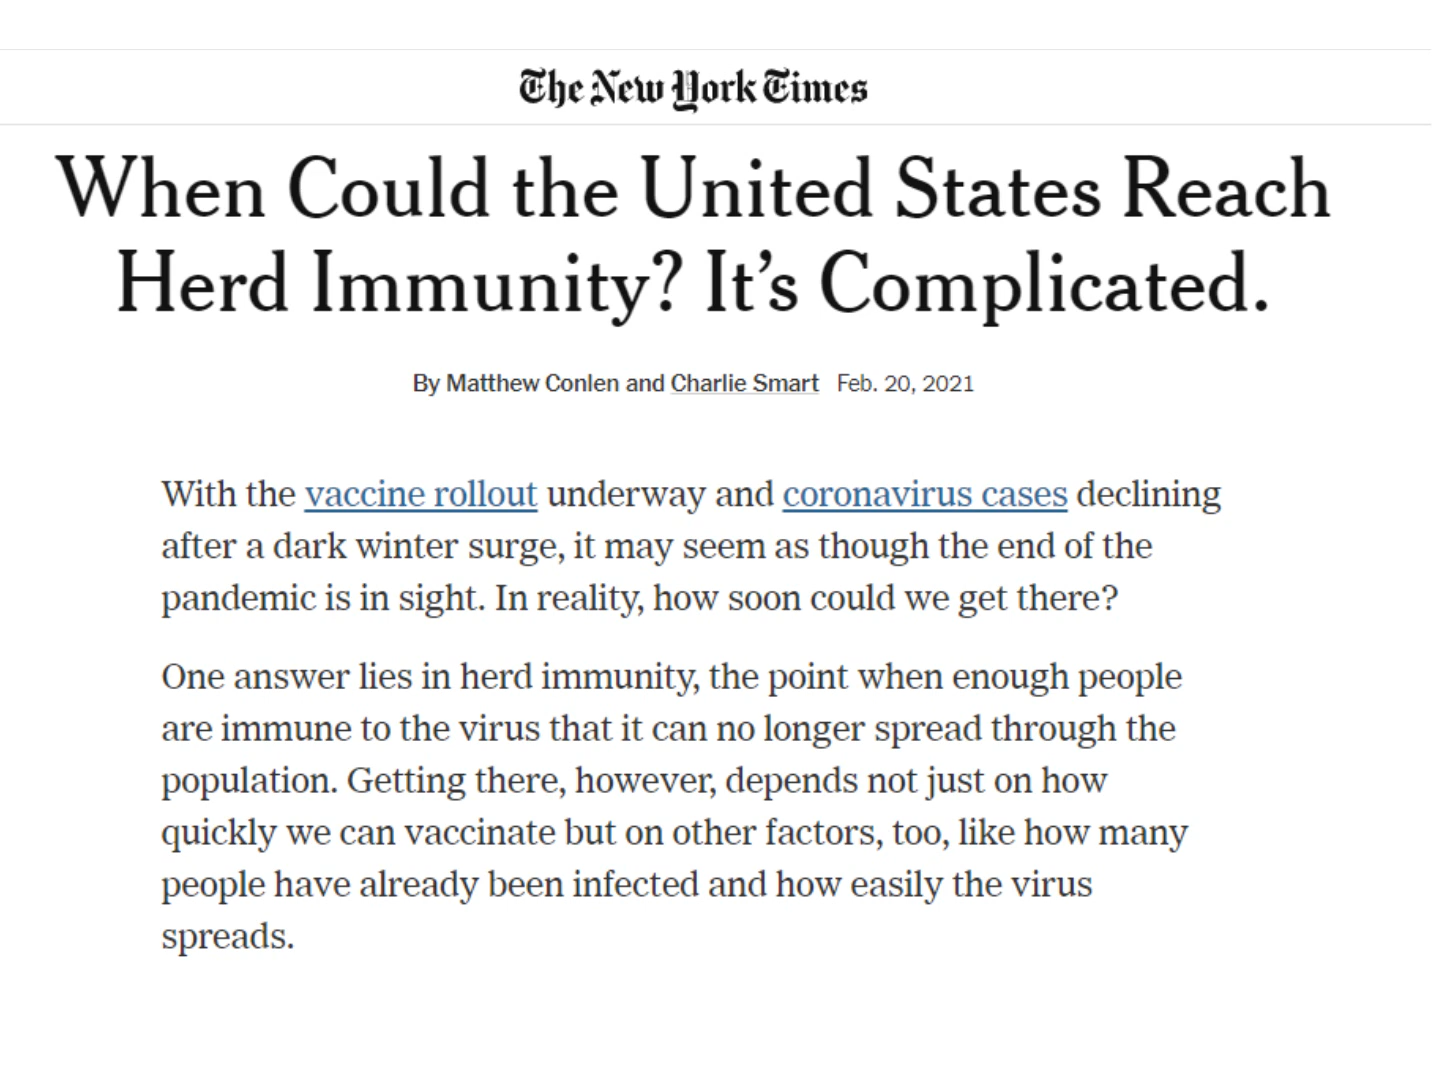 The New York Times
When Could the United States Reach
Herd Immunity? It’s Complicated.
By Matthew Conlen and Charlie Smart Feb. 20, 2021
With the vaccine rollout underway and coronavirus cases declining
after a dark winter surge, it may seem as though the end of the
pandemic is in sight. In reality, how soon could we get there?
One answer lies in herd immunity, the point when enough people
are immune to the virus that it can no longer spread through the
population. Getting there, however, depends not just on how
quickly we can vaccinate but on other factors, too, like how many
people have already been infected and how easily the virus
spreads.